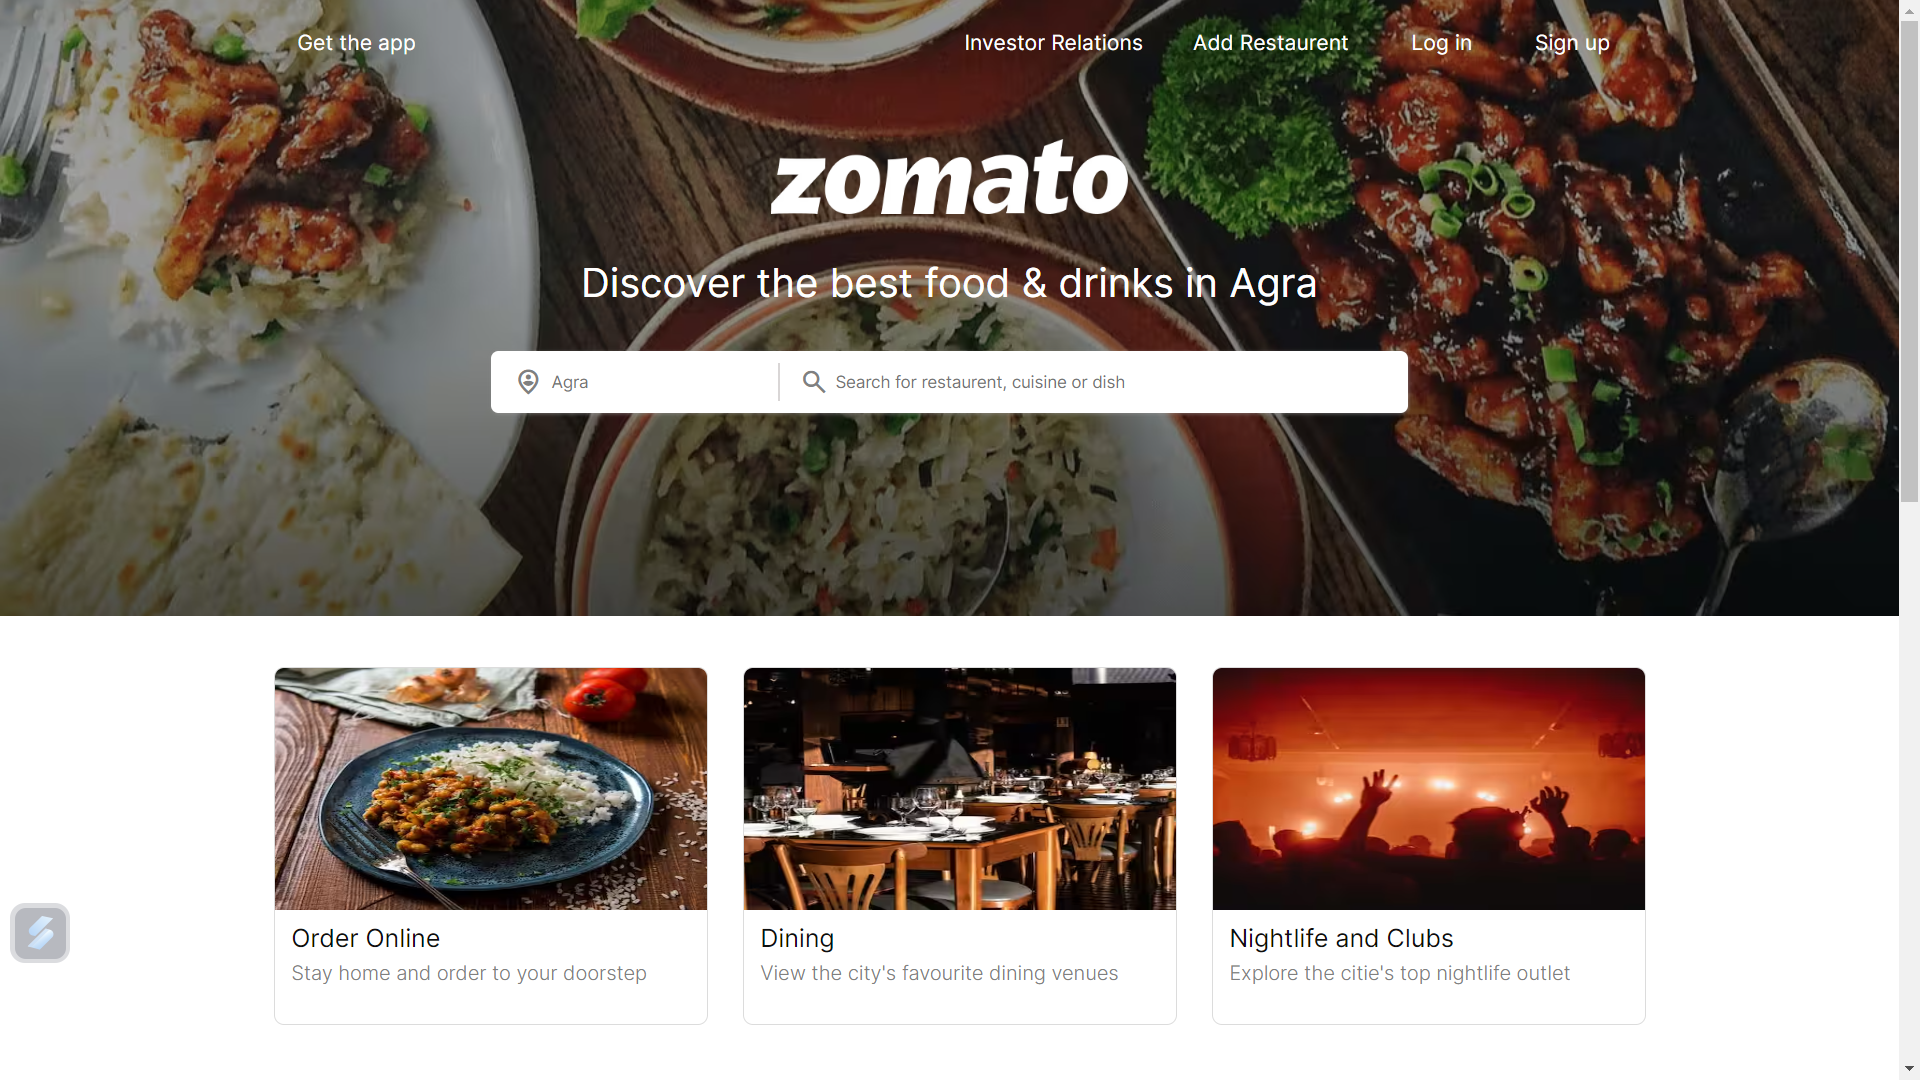 Get the app
Investor Relations
Add Restaurent
Log in
Sign up
zomato
Discover the best food & drinks in Agra
Agra
Search for restaurent, cuisine or dish
Order Online
Stay home and order to your doorstep
Dining
View the city's favourite dining venues
Nightlife and Clubs
Explore the citie's top nightlife outlet